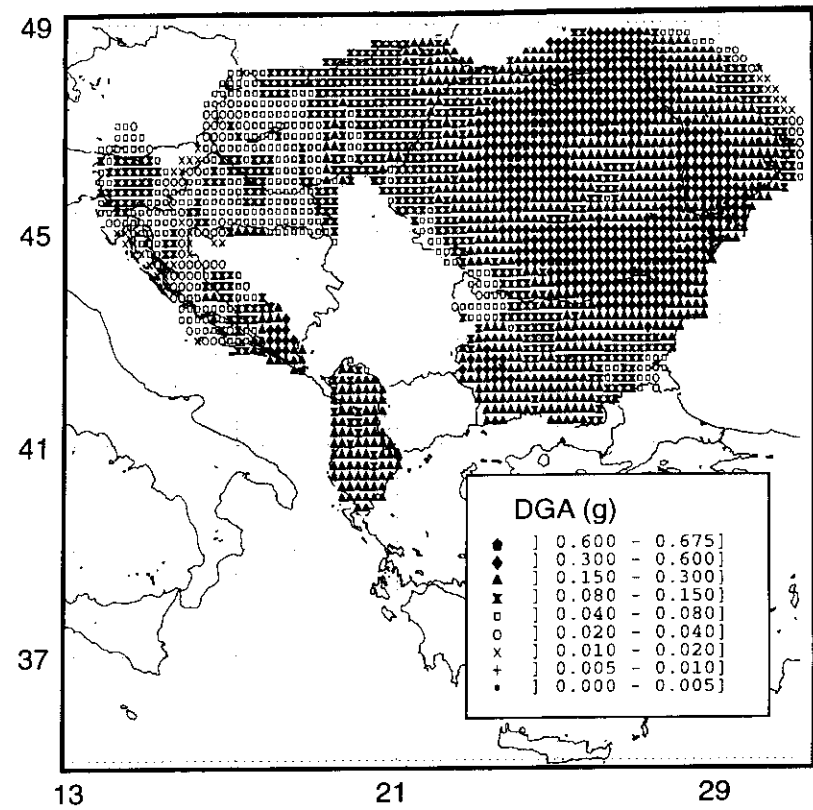 49
45
41
37
13
21
29
DGA (g)
] 0.600 - 0.675]
] 0.300 - 0.600]
] 0.150 - 0.300]
] 0.080 - 0.150]
] 0.040 - 0.080]
] 0.020 - 0.040]
] 0.010 - 0.020]
] 0.005 - 0.010]
] 0.000 - 0.005]